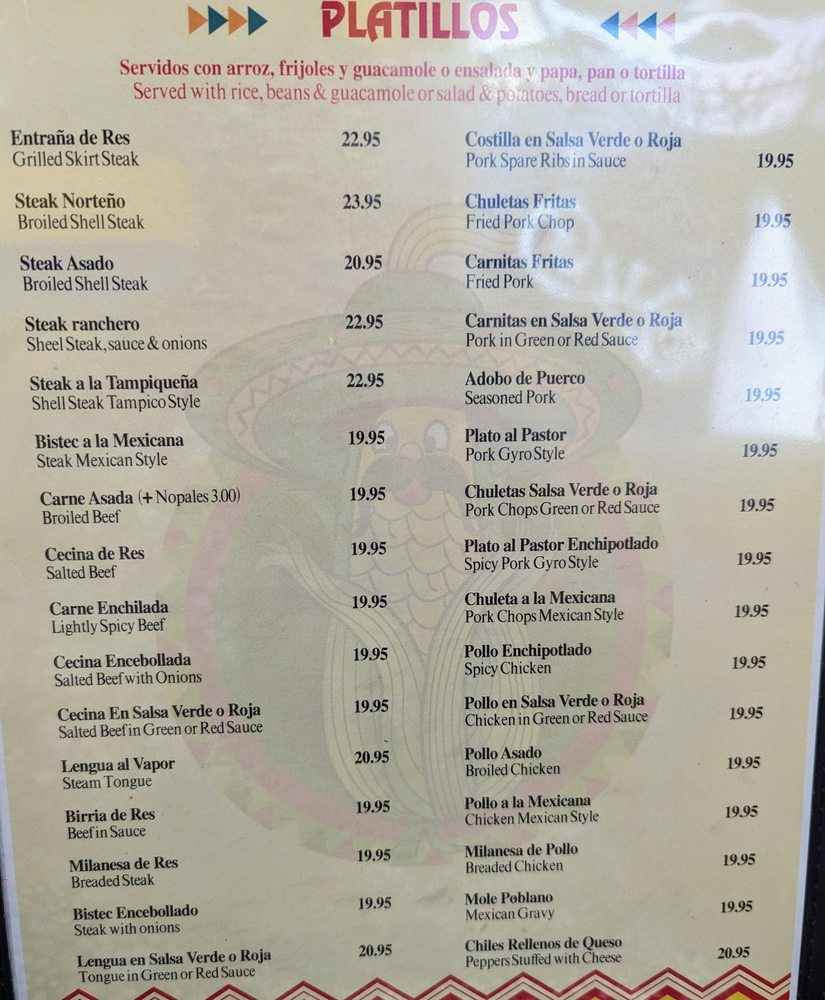 PLATILLOS
Servidos con arroz, frijoles y guacamole o ensalada y papa, pan o tortilla
Served with rice, beans & guacamole or salad & potatoes, bread or tortilla
Entraña de Res 22.95
Grilled Skirt Steak
Steak Norteño 23.95
Broiled Shell Steak
Steak Asado 20.95
Broiled Shell Steak
Steak ranchero 22.95
Sheel Steak, sauce & onions
Steak a la Tampiqueña 22.95
Shell Steak Tampico Style
Bistec a la Mexicana 19.95
Steak Mexican Style
Carne Asada (+ Nopales 3.00) 19.95
Broiled Beef
Cecina de Res 19.95
Salted Beef
Carne Enchilada 19.95
Lightly Spicy Beef
Cecina Encebollada 19.95
Salted Beef with Onions
Cecina En Salsa Verde o Roja 19.95
Salted Beef in Green or Red Sauce
Lengua al Vapor 20.95
Steam Tongue
Birria de Res 19.95
Beef in Sauce
Milanesa de Res 19.95
Breaded Steak
Bistec Encebollado 19.95
Steak with onions
Lengua en Salsa Verde o Roja 20.95
Tongue in Green or Red Sauce
Costilla en Salsa Verde o Roja
Pork Spare Ribs in Sauce 19.95
Chuletas Fritas
Fried Pork Chop 19.95
Carnitas Fritas
Fried Pork 19.95
Carnitas en Salsa Verde o Roja
Pork in Green or Red Sauce 19.95
Adobo de Puerco
Seasoned Pork 19.95
Plato al Pastor
Pork Gyro Style 19.95
Chuletas Salsa Verde o Roja
Pork Chops Green or Red Sauce 19.95
Plato al Pastor Enchipotlado
Spicy Pork Gyro Style 19.95
Chuleta a la Mexicana
Pork Chops Mexican Style 19.95
Pollo Enchipotlado
Spicy Chicken 19.95
Pollo en Salsa Verde o Roja
Chicken in Green or Red Sauce 19.95
Pollo Asado
Broiled Chicken 19.95
Pollo a la Mexicana
Chicken Mexican Style 19.95
Milanesa de Pollo
Breaded Chicken 19.95
Mole Poblano
Mexican Gravy 19.95
Chiles Rellenos de Queso
Peppers Stuffed with Cheese 20.95